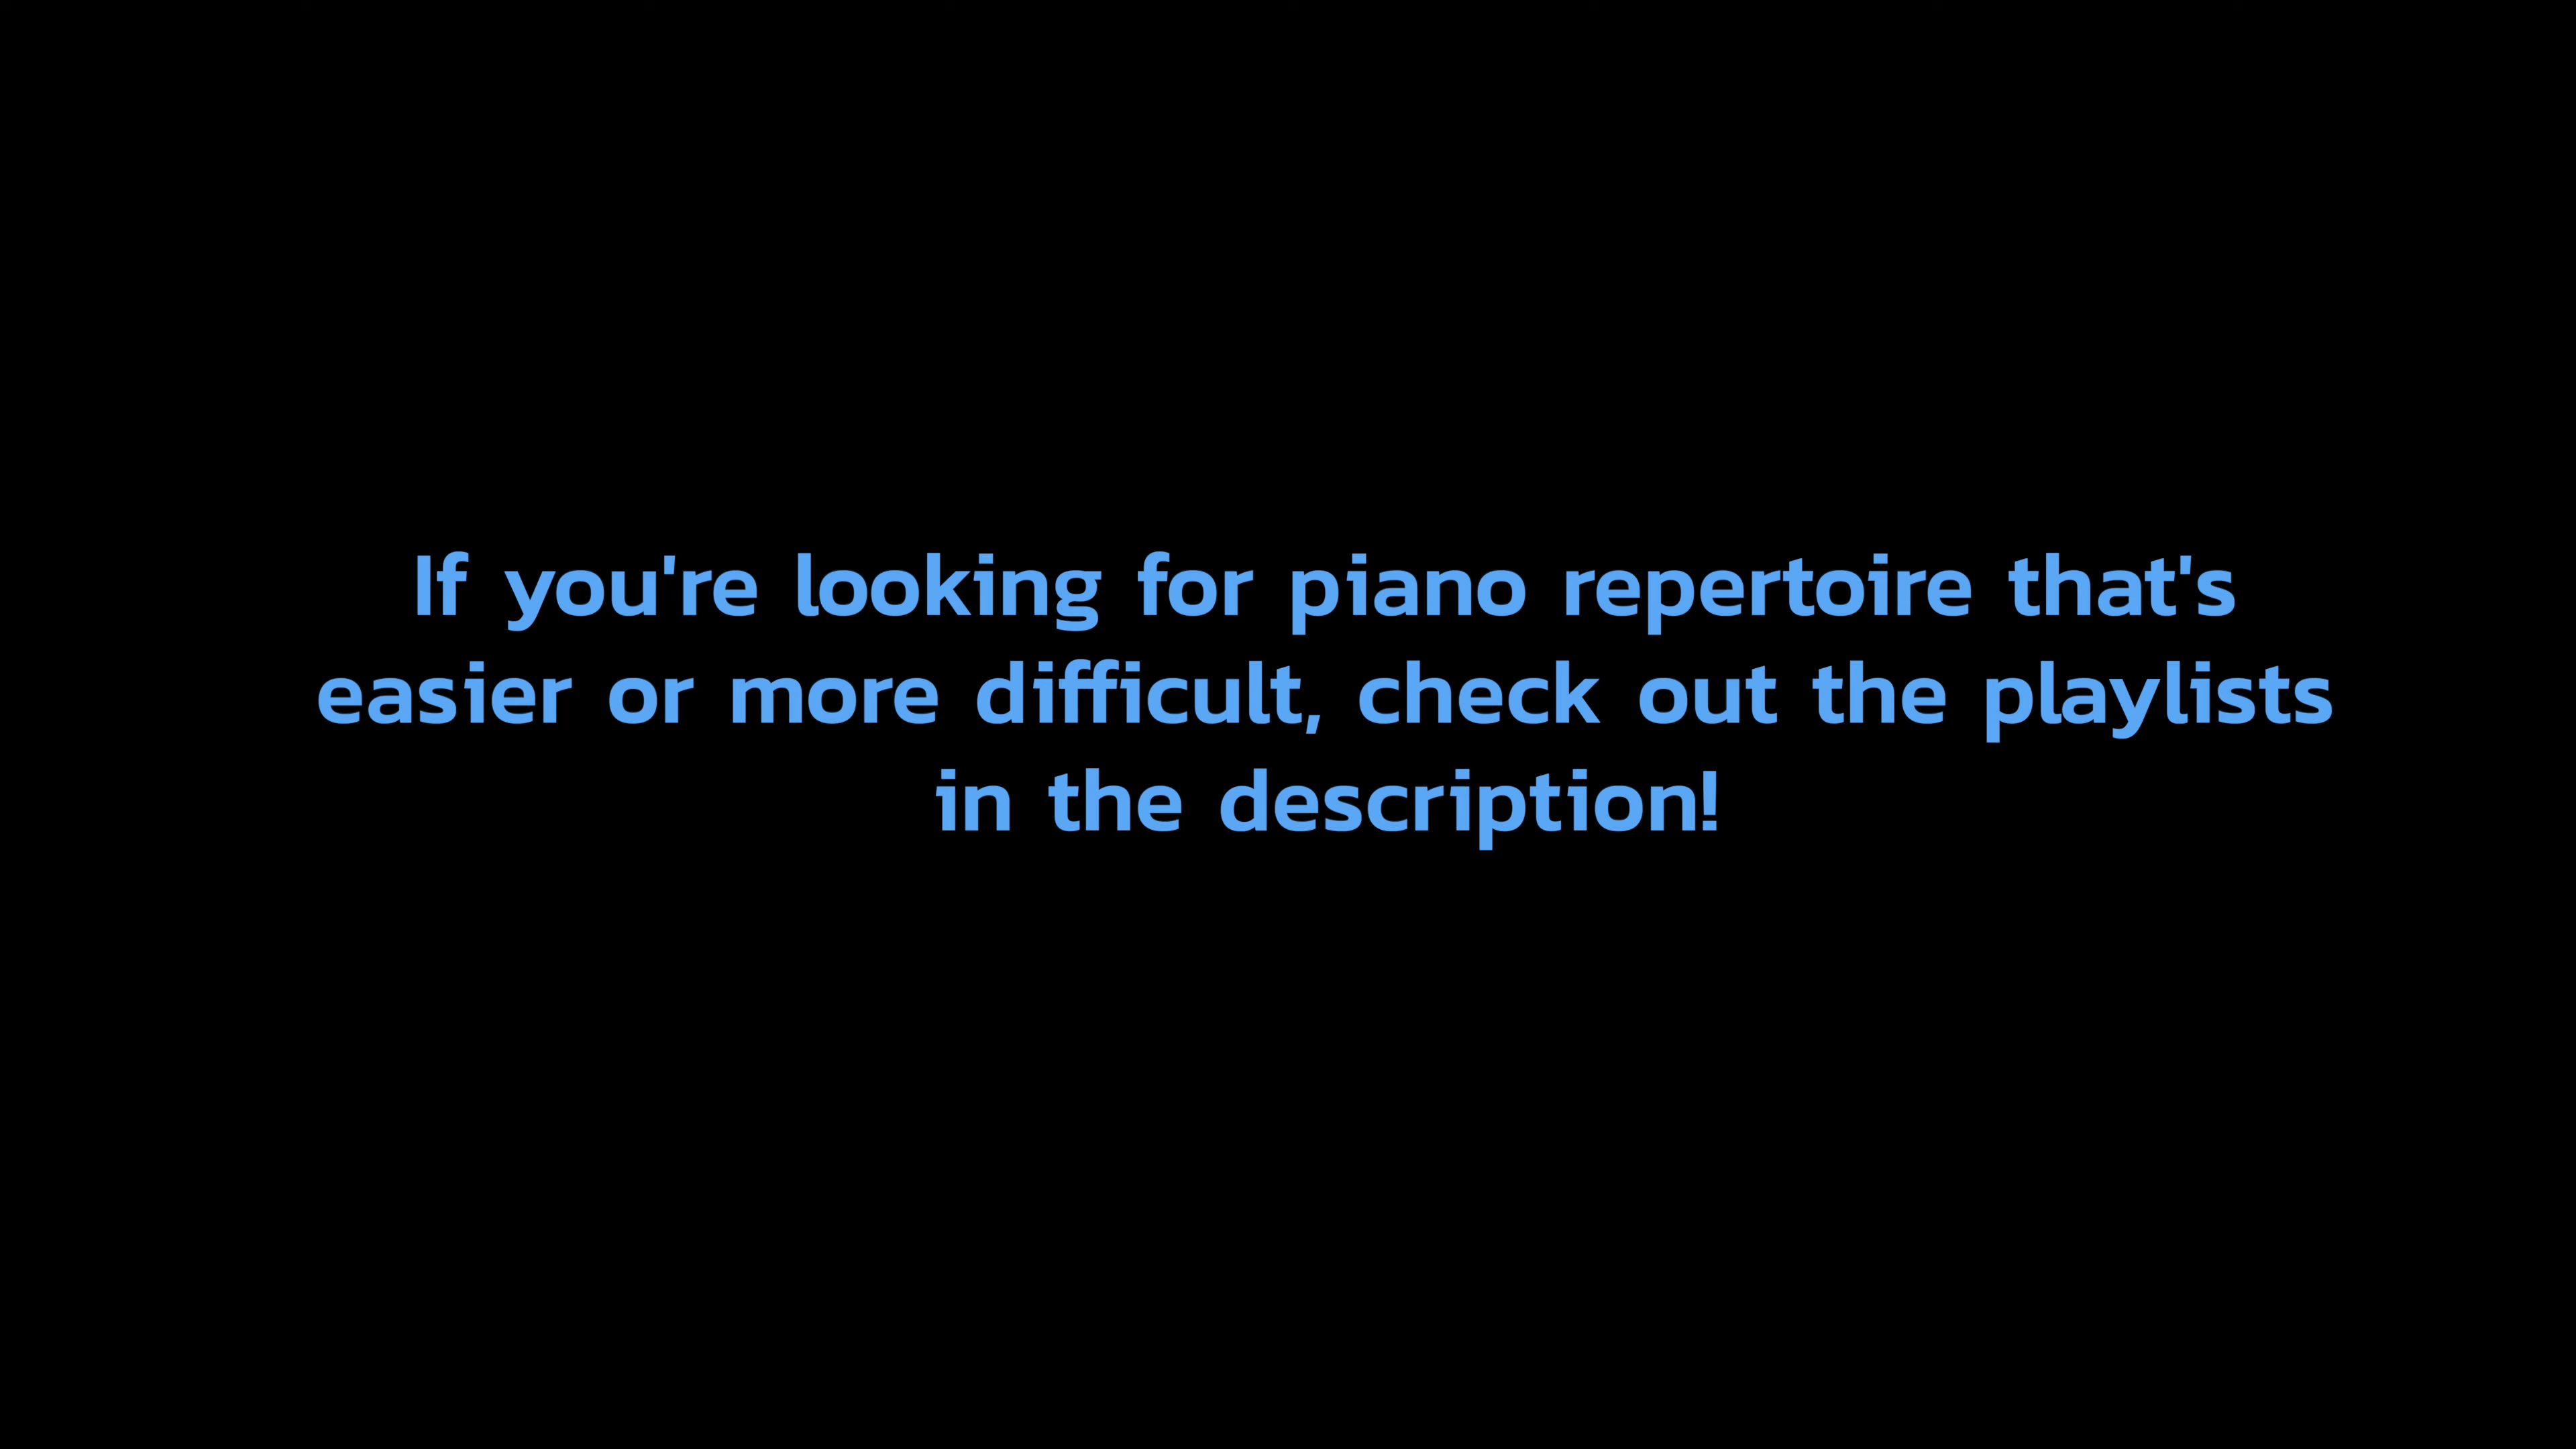 If you're looking for piano repertoire that's
easier or more difficult, check out the playlists
in the description!